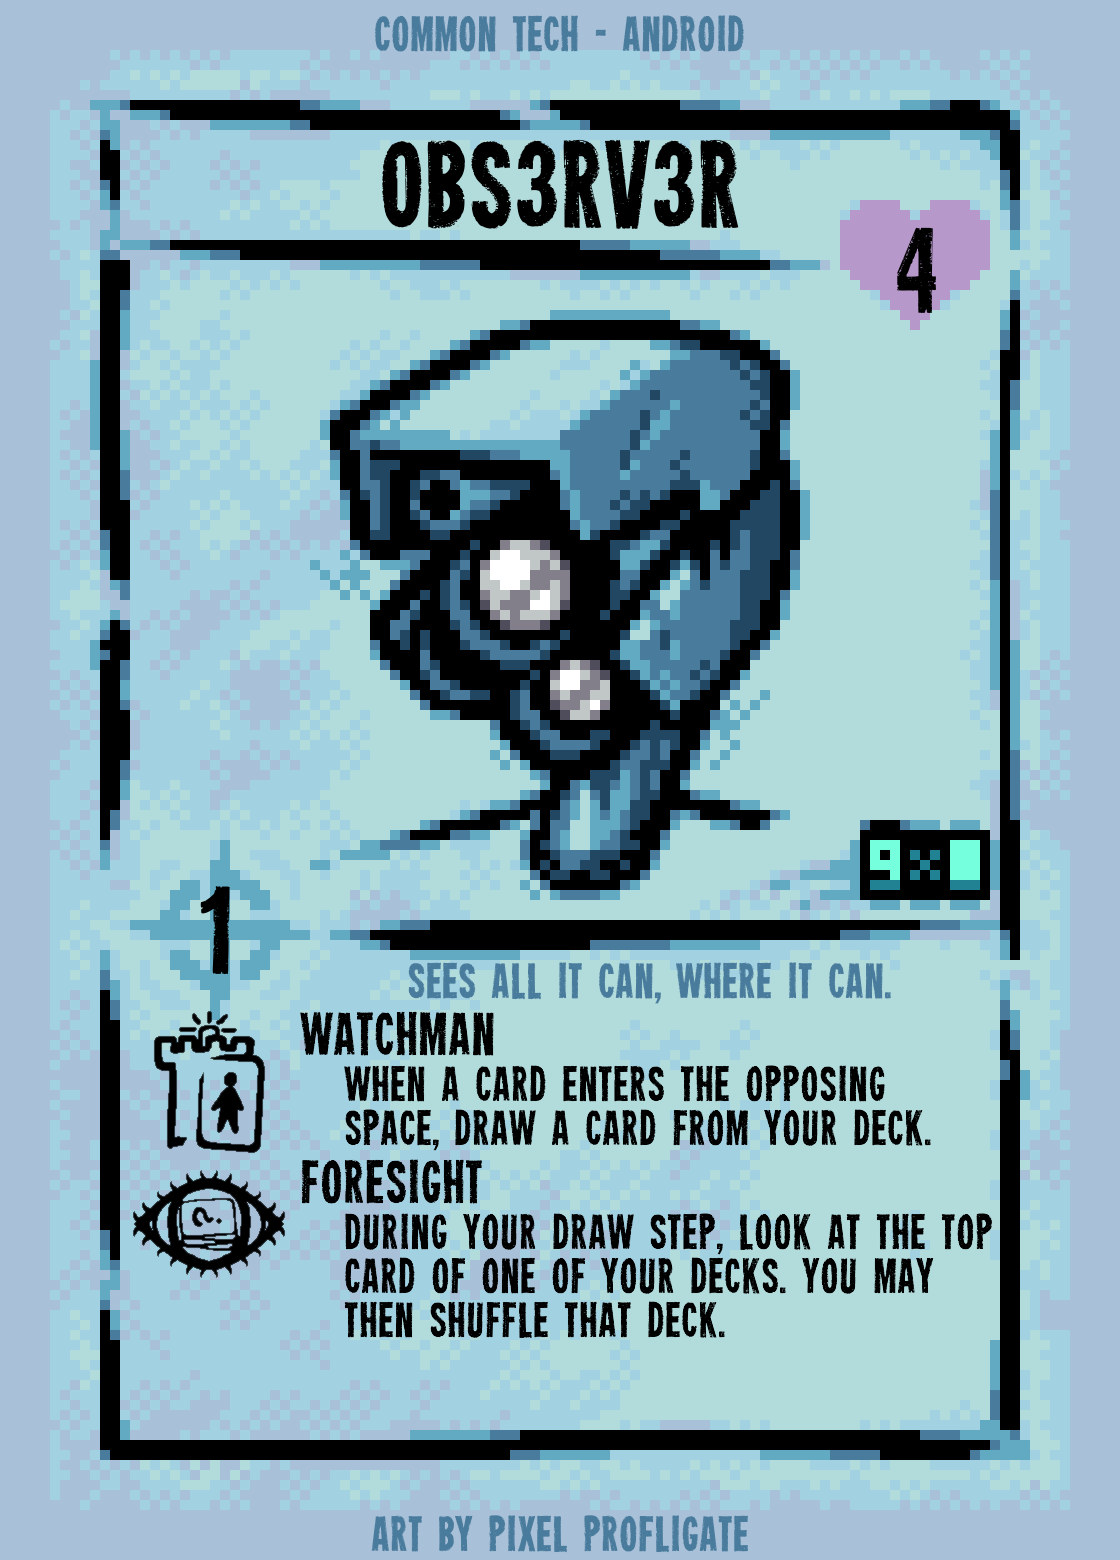 COMMON TECH - ANDROID
OBS3RV3R
4
9
1
SEES ALL IT CAN, WHERE IT CAN.
WATCHMAN
WHEN A CARD ENTERS THE OPPOSING
SPACE, DRAW A CARD FROM YOUR DECK.
FORESIGHT
?
DURING YOUR DRAW STEP, LOOK AT THE TOP
CARD OF ONE OF YOUR DECKS. YOU MAY
THEN SHUFFLE THAT DECK.
ART BY PIXEL PROFLIGATE